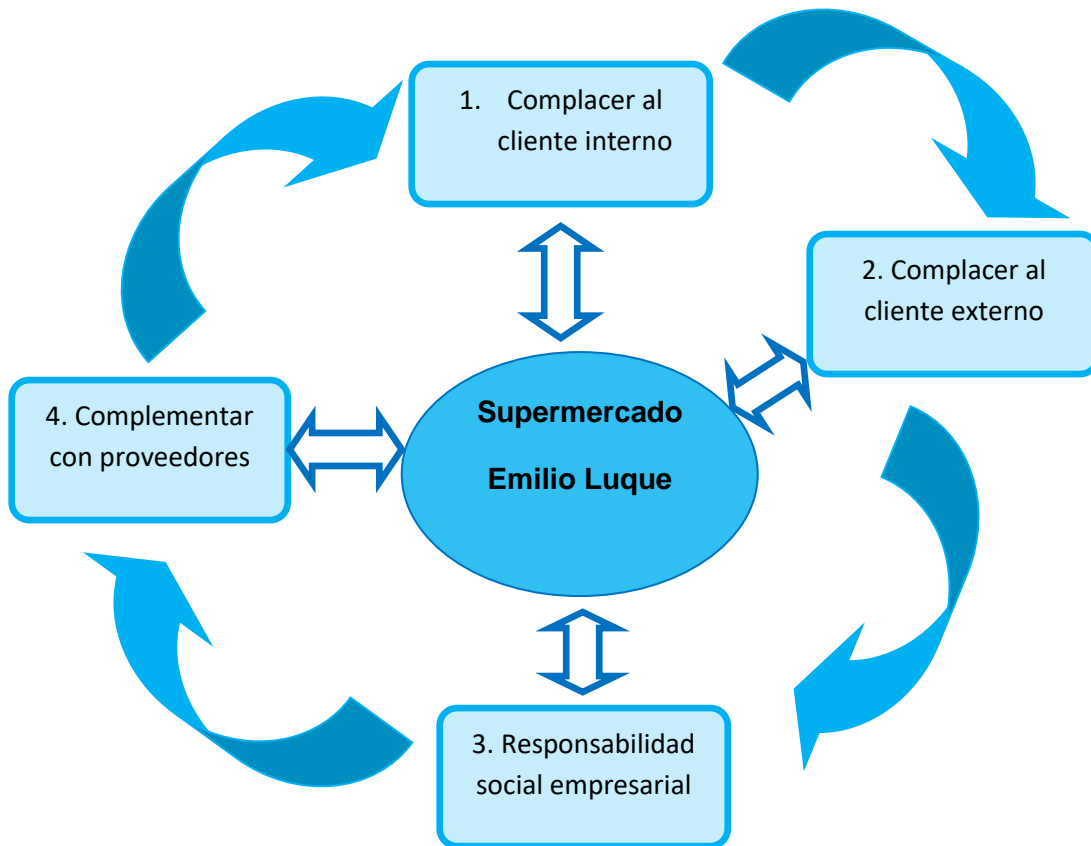 1. Complacer al
cliente interno
2. Complacer al
cliente externo
Supermercado
Emilio Luque
4. Complementar
con proveedores
3. Responsabilidad
social empresarial